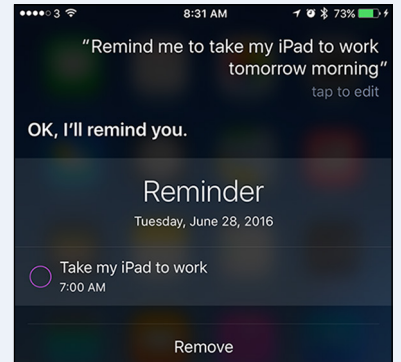 3 8:31 AM 73%
“Remind me to take my iPad to work
tomorrow morning”
tap to edit
OK, I’ll remind you.
Reminder
Tuesday, June 28, 2016
Take my iPad to work
7:00 AM
Remove